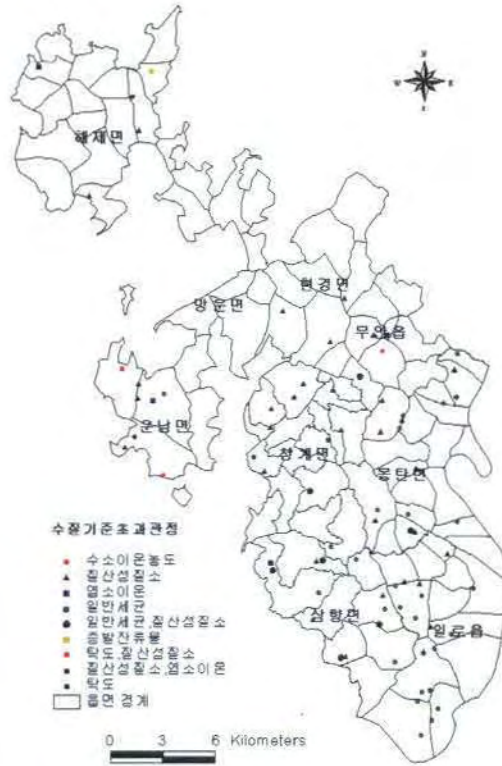 N
W E
S
해제면
현경면
망운면
무안읍
운남면
청계면
몽탄면
수질기준초과관정
수소이온농도
질산성질소
염소이온
일반세균
일반세균,질산성질소
증발잔류물
탁도,질산성질소
질산성질소,염소이온
탁도
읍면 경계
삼향면
일로읍
0 3 6 Kilometers